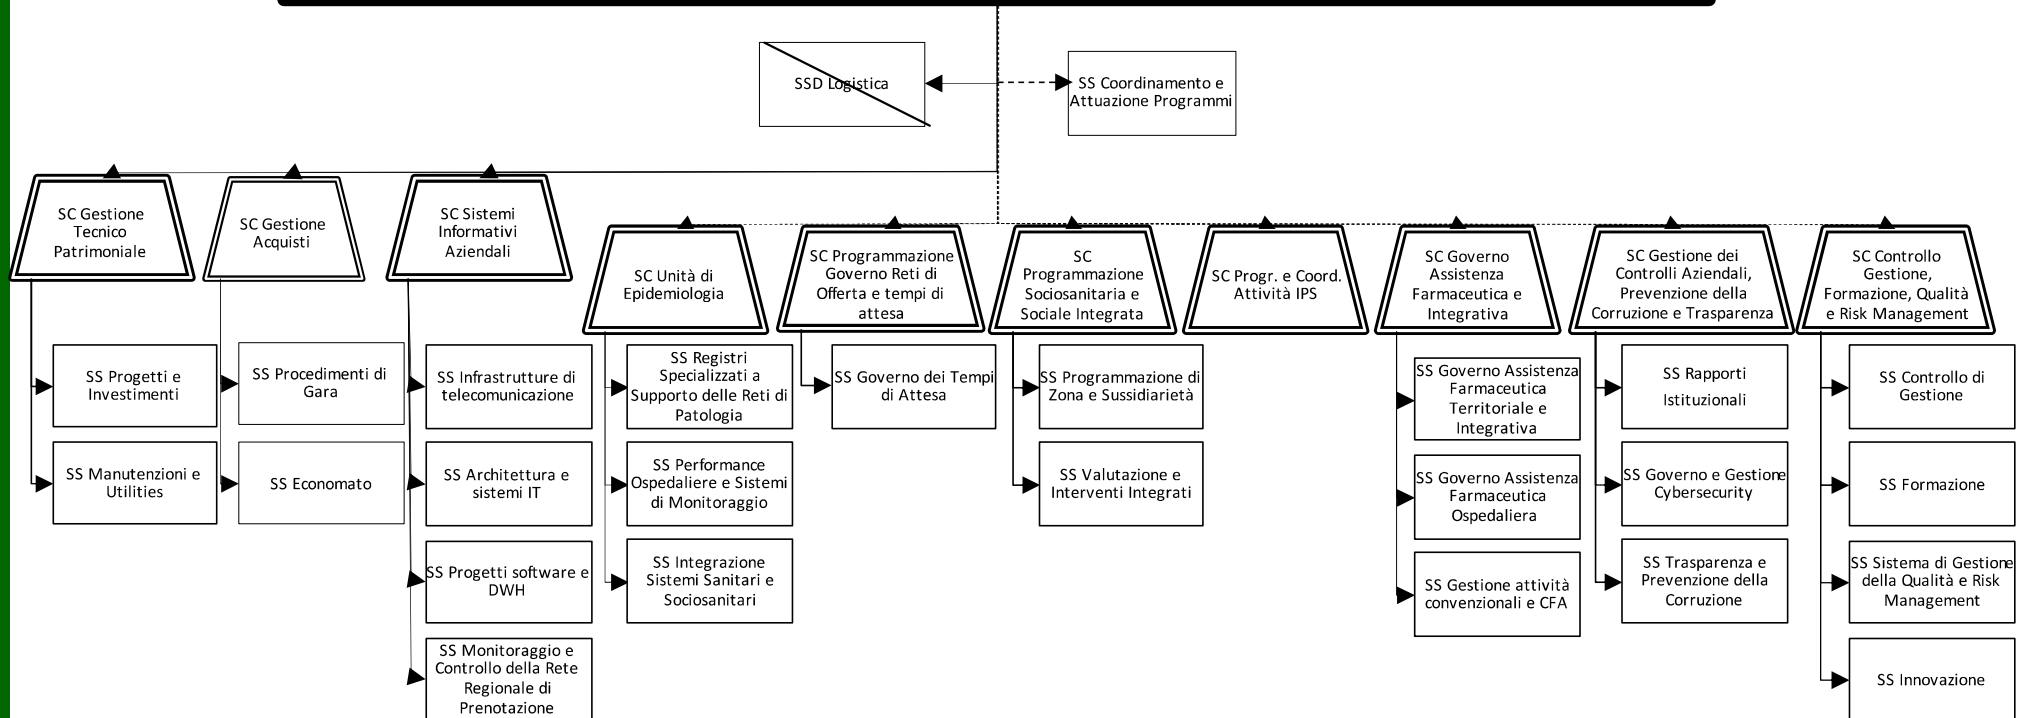 SSD Logistica
SS Coordinamento e
Attuazione Programmi
SC Gestione
Tecnico
Patrimoniale
SC Gestione
Acquisti
SC Sistemi
Informativi
Aziendali
SC Unità di
Epidemiologia
SC Programmazione
Governo Reti di
Offerta e tempi di
attesa
SC
Programmazione
Sociosanitaria e
Sociale Integrata
SC Progr. e Coord.
Attività IPS
SC Governo
Assistenza
Farmaceutica e
Integrativa
SC Gestione dei
Controlli Aziendali,
Prevenzione della
Corruzione e Trasparenza
SC Controllo
Gestione,
Formazione, Qualità
e Risk Management
SS Progetti e
Investimenti
SS Manutenzioni e
Utilities
SS Procedimenti di
Gara
SS Economato
SS Infrastrutture di
telecomunicazione
SS Architettura e
sistemi IT
SS Progetti software e
DWH
SS Monitoraggio e
Controllo della Rete
Regionale di
Prenotazione
SS Registri
Specializzati a
Supporto delle Reti di
Patologia
SS Performance
Ospedaliere e Sistemi
di Monitoraggio
SS Integrazione
Sistemi Sanitari e
Sociosanitari
SS Governo dei Tempi
di Attesa
SS Programmazione di
Zona e Sussidiarietà
SS Valutazione e
Interventi Integrati
SS Governo Assistenza
Farmaceutica
Territoriale e
Integrativa
SS Governo Assistenza
Farmaceutica
Ospedaliera
SS Gestione attività
convenzionali e CFA
SS Rapporti
Istituzionali
SS Governo e Gestione
Cybersecurity
SS Trasparenza e
Prevenzione della
Corruzione
SS Controllo di
Gestione
SS Formazione
SS Sistema di Gestione
della Qualità e Risk
Management
SS Innovazione